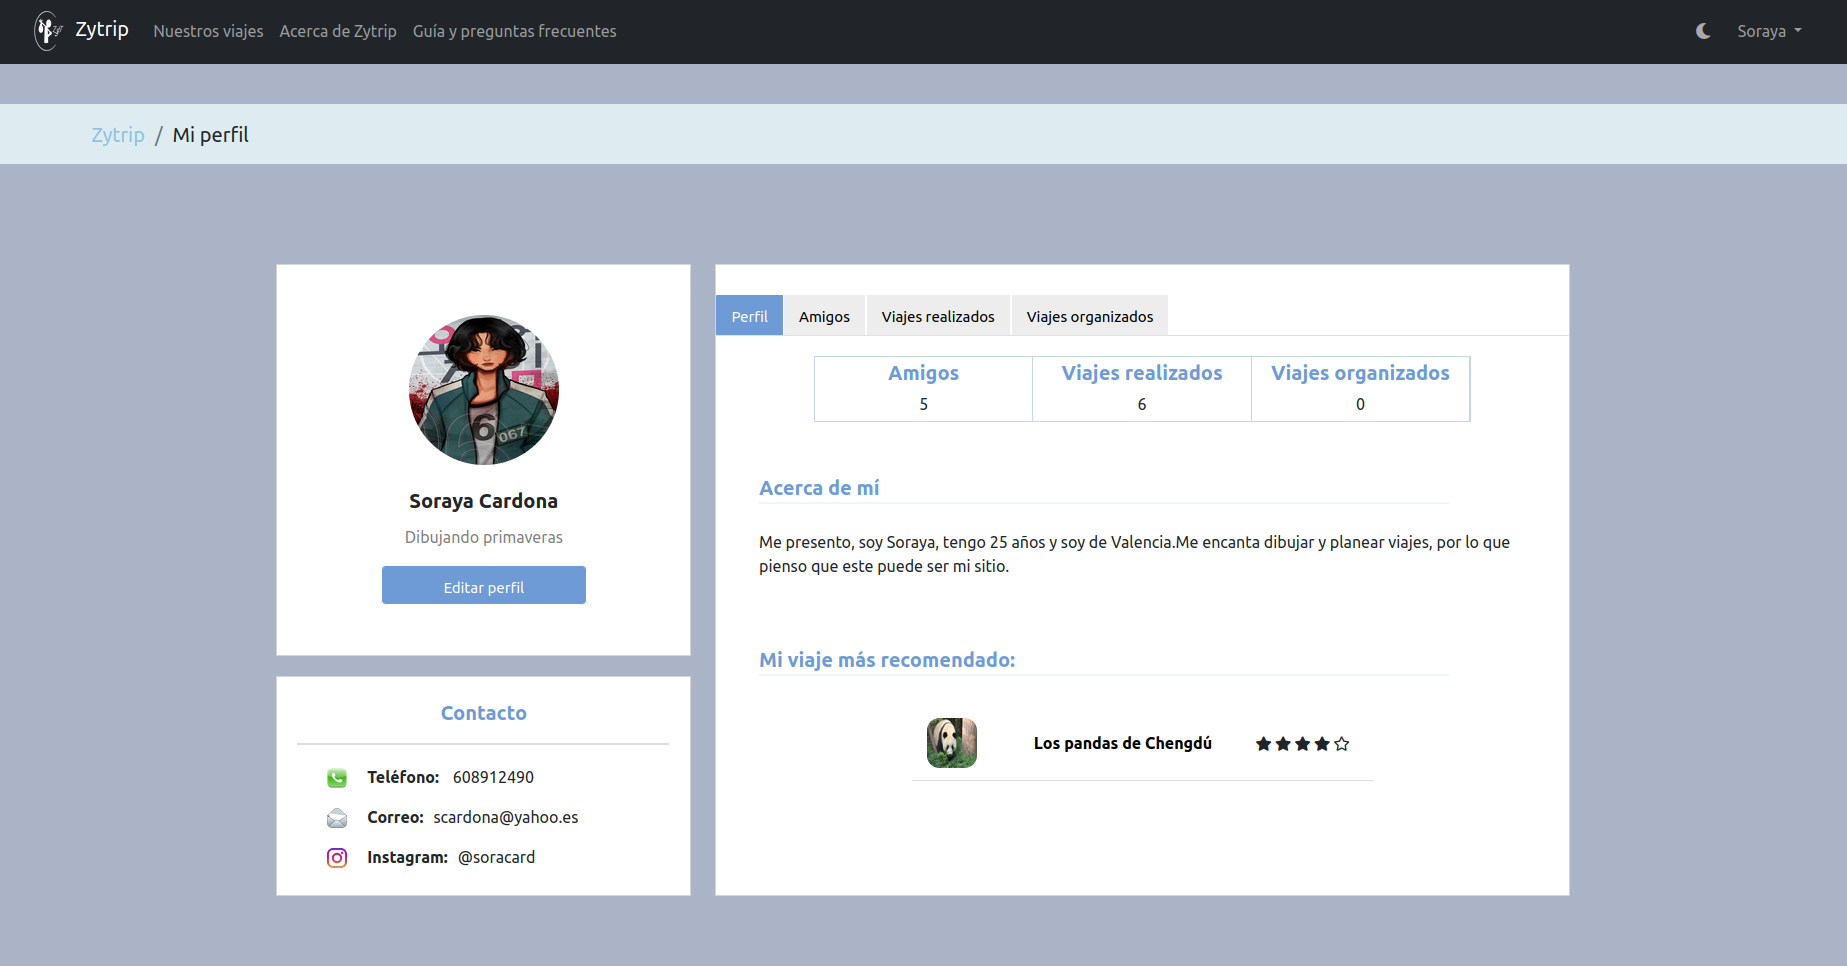 Zytrip Nuestros viajes Acerca de Zytrip Guía y preguntas frecuentes Soraya
Zytrip / Mi perfil
6
067
Soraya Cardona
Dibujando primaveras
Editar perfil
Contacto
Teléfono: 608912490
Correo: scardona@yahoo.es
Instagram: @soracard
Perfil Amigos Viajes realizados Viajes organizados
Amigos Viajes realizados Viajes organizados
5 6 0
Acerca de mí
Me presento, soy Soraya, tengo 25 años y soy de Valencia.Me encanta dibujar y planear viajes, por lo que
pienso que este puede ser mi sitio.
Mi viaje más recomendado:
Los pandas de Chengdú